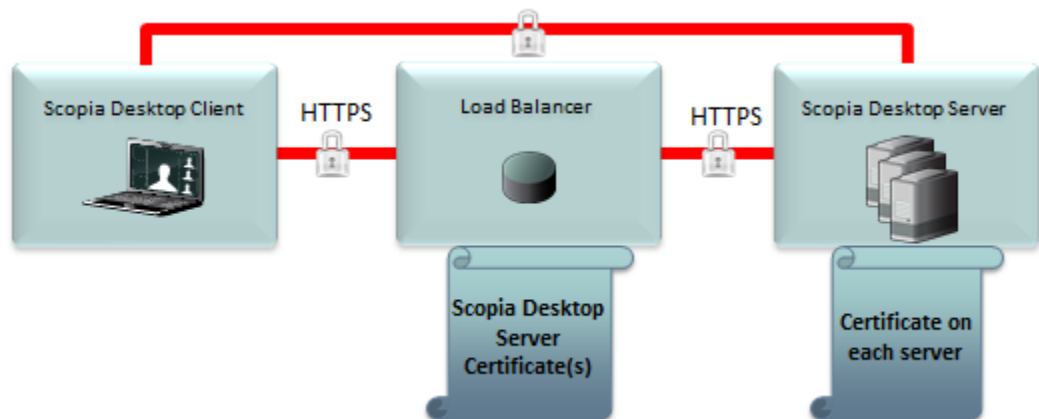 Scopia Desktop Client
HTTPS
Load Balancer
HTTPS
Scopia Desktop Server
Scopia Desktop
Server
Certificate(s)
Certificate on
each server